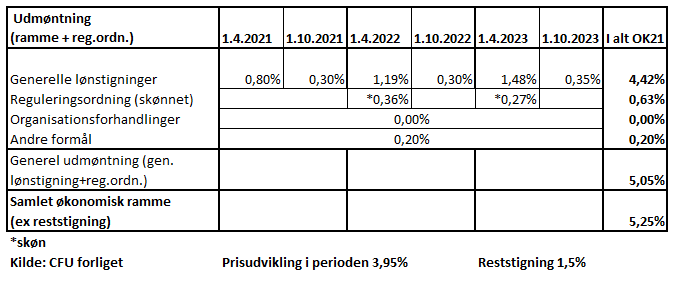 Udmøntning
(ramme + reg.ordn.) 1.4.2021 1.10.2021 1.4.2022 1.10.2022 1.4.2023 1.10.2023 I alt OK21
Generelle lønstigninger 0,80% 0,30% 1,19% 0,30% 1,48% 0,35% 4,42%
Reguleringsordning (skønnet) *0,36% *0,27% 0,63%
Organisationsforhandlinger 0,00% 0,00%
Andre formål 0,20% 0,20%
Generel udmøntning (gen.
lønstigning+reg.ordn.) 5,05%
Samlet økonomisk ramme
(ex reststigning) 5,25%
*skøn
Kilde: CFU forliget Prisudvikling i perioden 3,95% Reststigning 1,5%